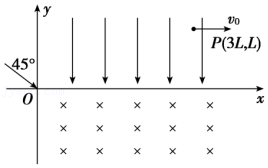 y
v₀
P(3L,L)
45°
O
x
× × × × ×
× × × × ×
× × × × ×